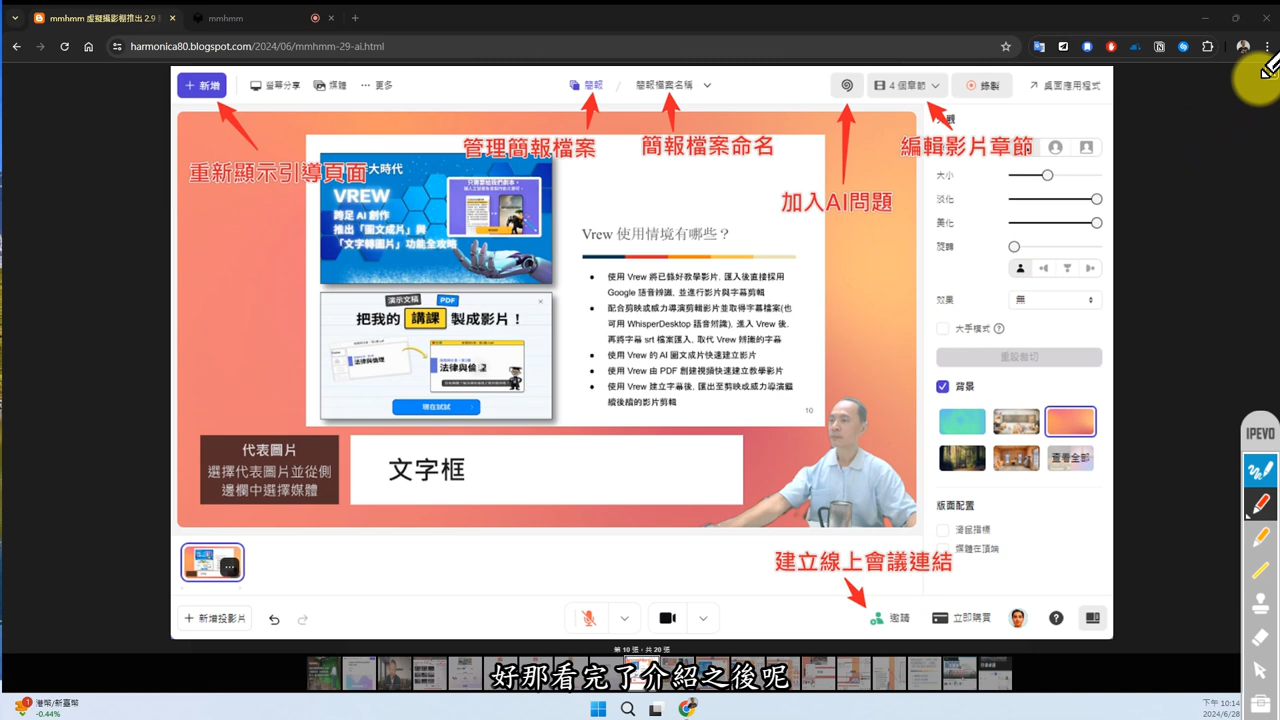 mmhmm 虛擬攝影棚推出 2.9
mmhmm
harmonica80.blogspot.com/2024/06/mmhmm-29-ai.html
新增
螢幕分享
媒體
更多
簡報
/
簡報檔案名稱
4 個章節
錄製
桌面應用程式
重新顯示引導頁面
管理簡報檔案
簡報檔案命名
編輯影片章節
加入AI問題
大時代
VREW
跨足 AI 創作
推出「圖文成片」與
「文字轉圖片」功能全攻略
演示文稿
PDF
把我的 講課 製成影片！
法律與倫理
法律與倫理
現在試試
Vrew 使用情境有哪些？
使用 Vrew 將已錄好教學影片, 匯入後直接採用
Google 語音辨識, 並進行影片與字幕剪輯
配合剪映或威力導演剪輯影片並取得字幕檔案(也
可用 WhisperDesktop 語音辨識), 進入 Vrew 後,
再將字幕 srt 檔案匯入, 取代 Vrew 辨識的字幕
使用 Vrew 的 AI 圖文成片快速建立影片
使用 Vrew 由 PDF 創建視頻快速建立教學影片
使用 Vrew 建立字幕後, 匯出至剪映或威力導演繼
續後續的影片剪輯
10
代表圖片
選擇代表圖片並從側
邊欄中選擇媒體
文字框
大小
淡化
美化
旋轉
效果
無
大手模式
重設裁切
背景
查看全部
版面配置
滑鼠指標
媒體在頂端
建立線上會議連結
新增投影片
邀請
立即購買
第 10 張，共 20 張
好那看完了介紹之後呢
IPEVO
港幣/新臺幣
-0.44%
下午 10:14
2024/6/28